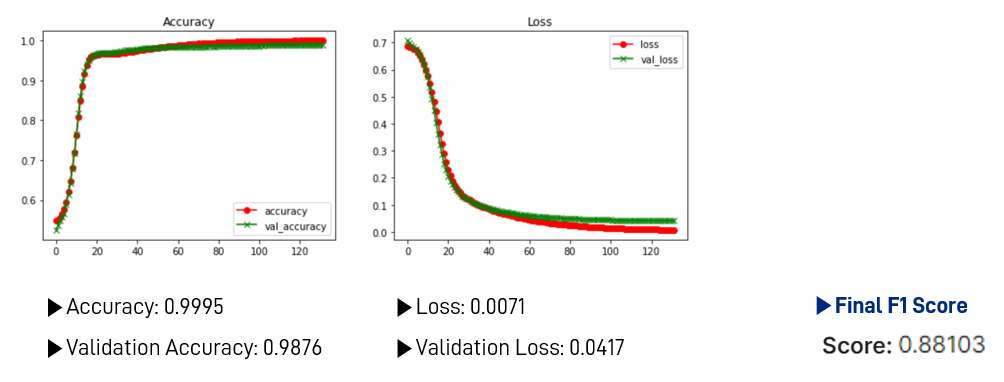 Accuracy
1.0
0.9
0.8
0.7
0.6
accuracy
val_accuracy
0 20 40 60 80 100 120
Loss
0.7
0.6
0.5
0.4
0.3
0.2
0.1
0.0
loss
val_loss
0 20 40 60 80 100 120
▶ Accuracy: 0.9995
▶ Validation Accuracy: 0.9876
▶ Loss: 0.0071
▶ Validation Loss: 0.0417
▶ Final F1 Score
Score: 0.88103